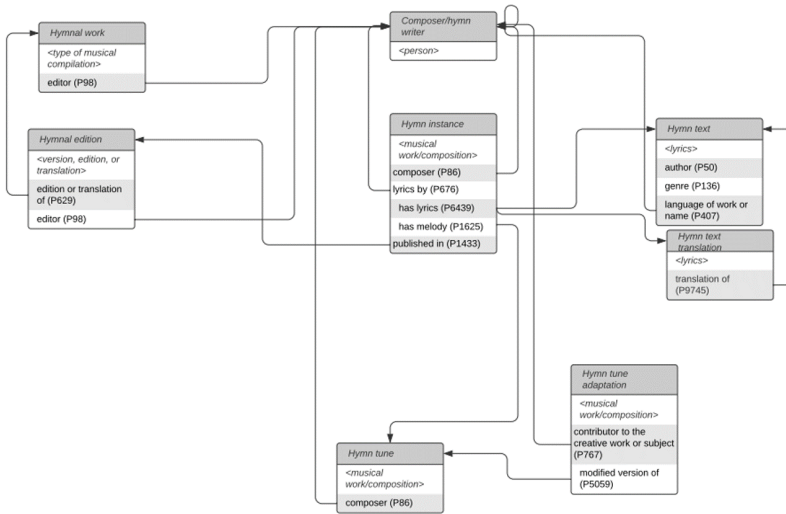 Hymnal work
<type of musical
compilation>
editor (P98)
Composer/hymn
writer
<person>
Hymnal edition
<version, edition, or
translation>
edition or translation
of (P629)
editor (P98)
Hymn instance
<musical
work/composition>
composer (P86)
lyrics by (P676)
has lyrics (P6439)
has melody (P1625)
published in (P1433)
Hymn text
<lyrics>
author (P50)
genre (P136)
language of work or
name (P407)
Hymn text
translation
<lyrics>
translation of
(P9745)
Hymn tune
adaptation
<musical
work/composition>
contributor to the
creative work or subject
(P767)
modified version of
(P5059)
Hymn tune
<musical
work/composition>
composer (P86)